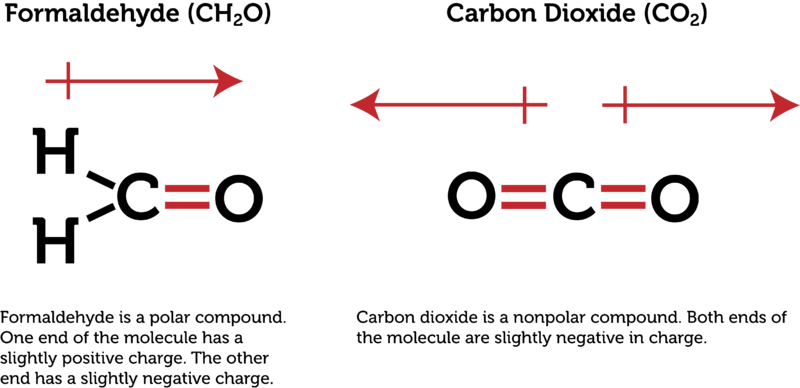 Formaldehyde (CH₂O)
Carbon Dioxide (CO₂)
H
H
C=O
O=C=O
Formaldehyde is a polar compound.
One end of the molecule has a
slightly positive charge. The other
end has a slightly negative charge.
Carbon dioxide is a nonpolar compound. Both ends of
the molecule are slightly negative in charge.